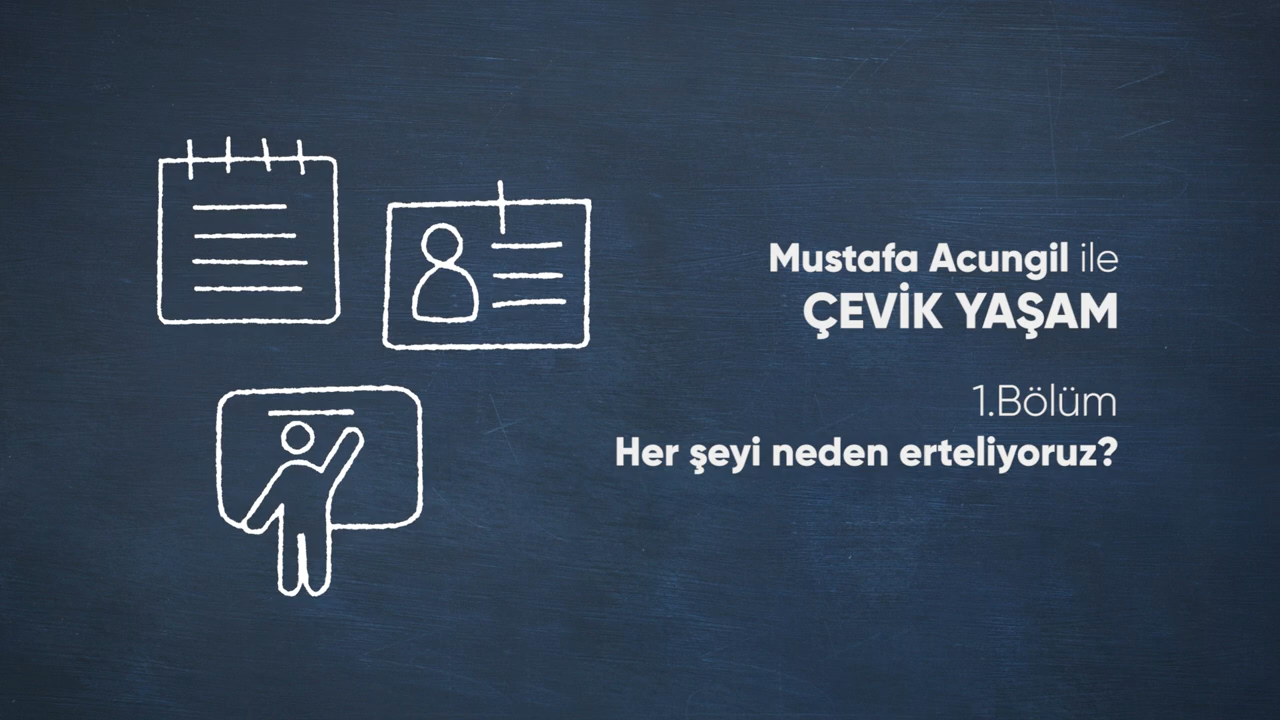 Mustafa Acungil ile
ÇEVİK YAŞAM
1.Bölüm
Her şeyi neden erteliyoruz?